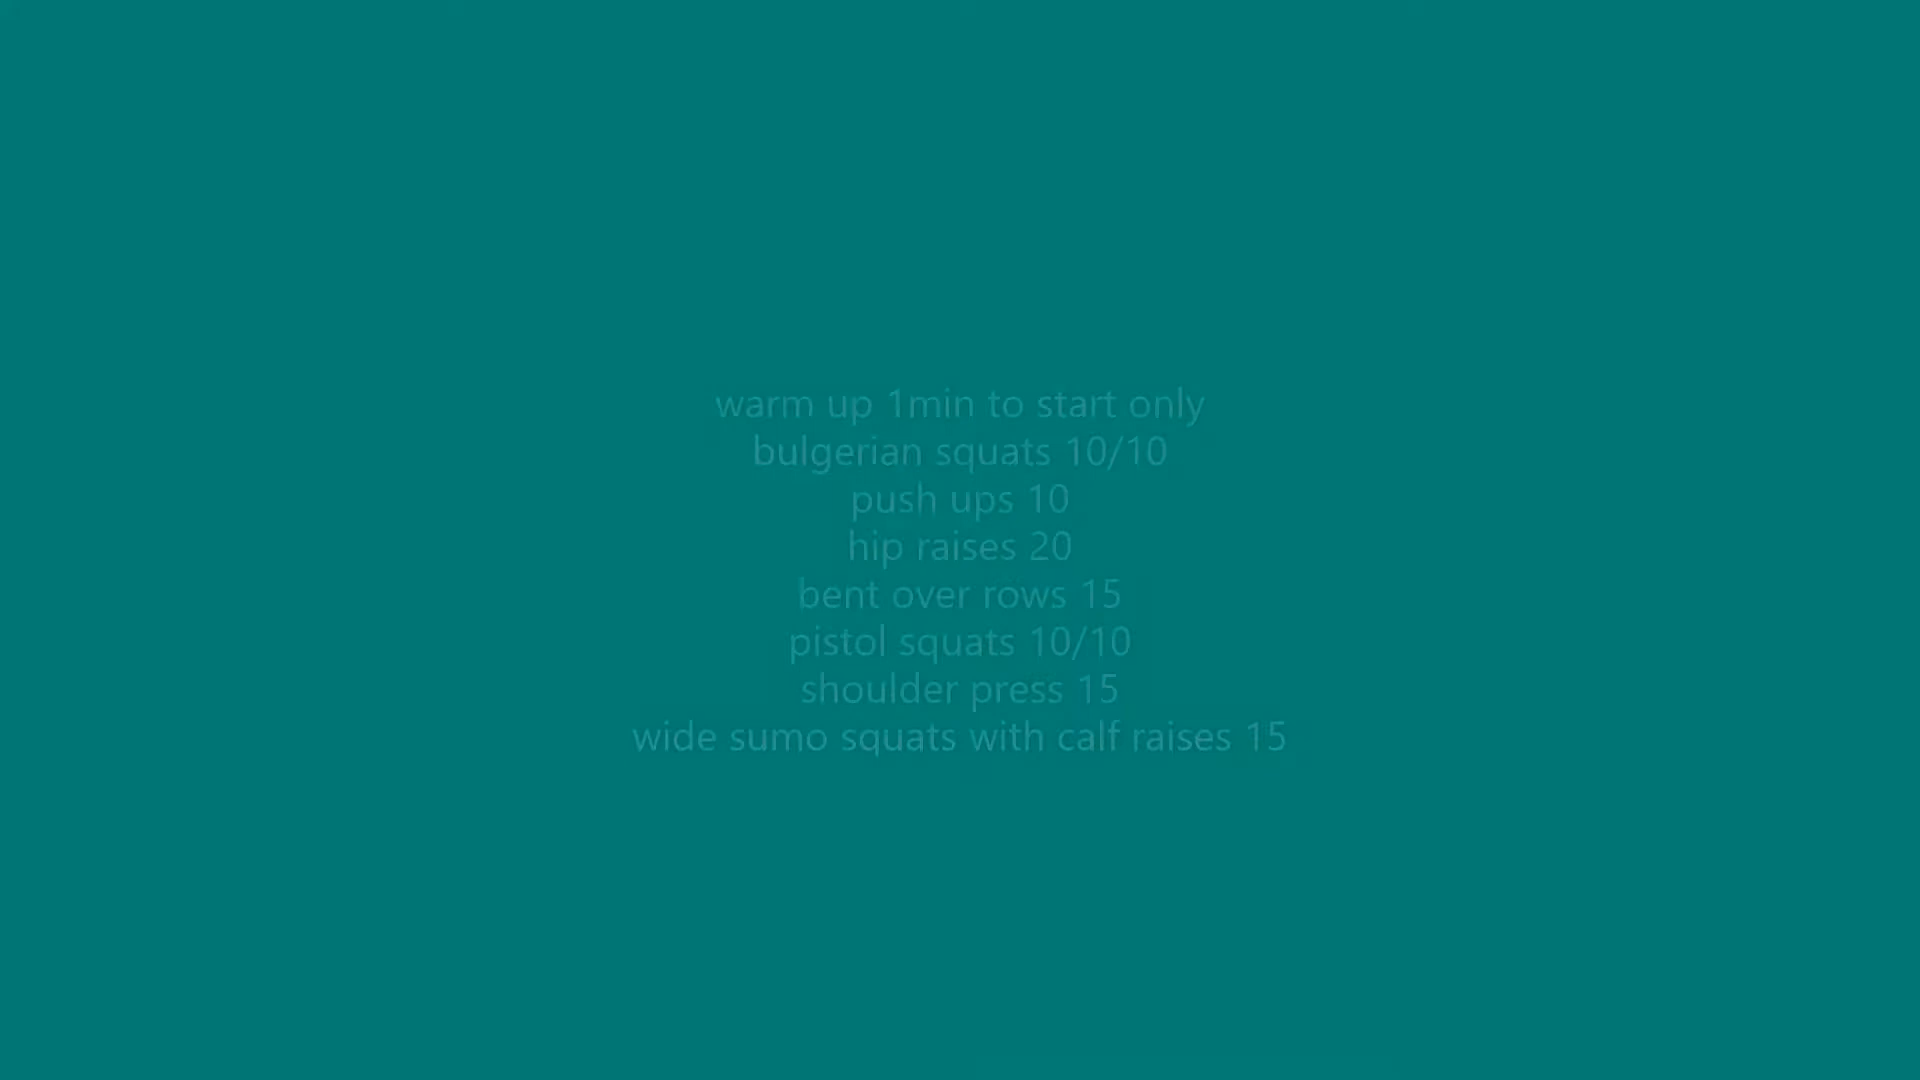 warm up 1min to start only
bulgerian squats 10/10
push ups 10
hip raises 20
bent over rows 15
pistol squats 10/10
shoulder press 15
wide sumo squats with calf raises 15